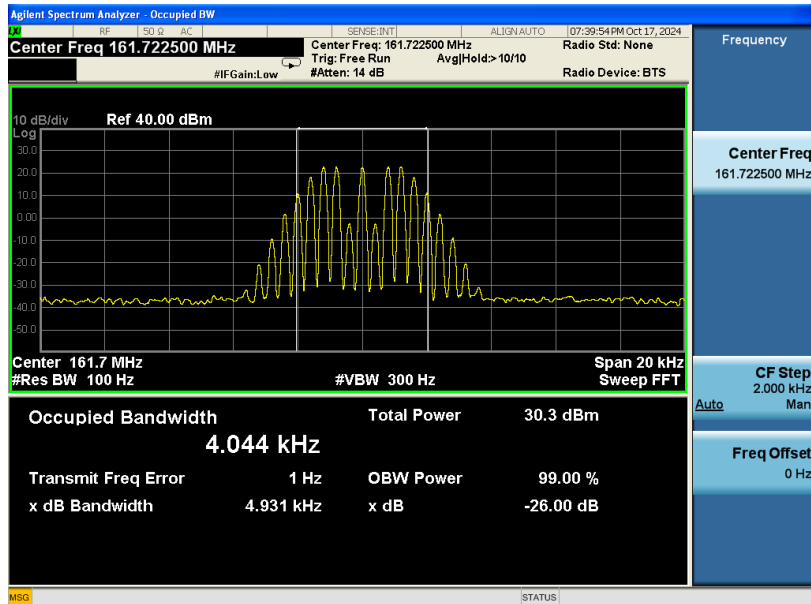 Agilent Spectrum Analyzer - Occupied BW
LXI RF 50 Ω AC SENSE:INT ALIGN AUTO 07:39:54 PM Oct 17, 2024
Center Freq 161.722500 MHz
Center Freq: 161.722500 MHz Radio Std: None
Trig: Free Run Avg|Hold:> 10/10
#IFGain:Low #Atten: 14 dB Radio Device: BTS
10 dB/div Ref 40.00 dBm
Log
30.0
20.0
10.0
0.00
-10.0
-20.0
-30.0
-40.0
-50.0
Center 161.7 MHz Span 20 kHz
#Res BW 100 Hz #VBW 300 Hz Sweep FFT
Occupied Bandwidth Total Power 30.3 dBm
4.044 kHz
Transmit Freq Error 1 Hz OBW Power 99.00 %
x dB Bandwidth 4.931 kHz x dB -26.00 dB
MSG STATUS
Frequency
Center Freq
161.722500 MHz
CF Step
2.000 kHz
Auto Man
Freq Offset
0 Hz